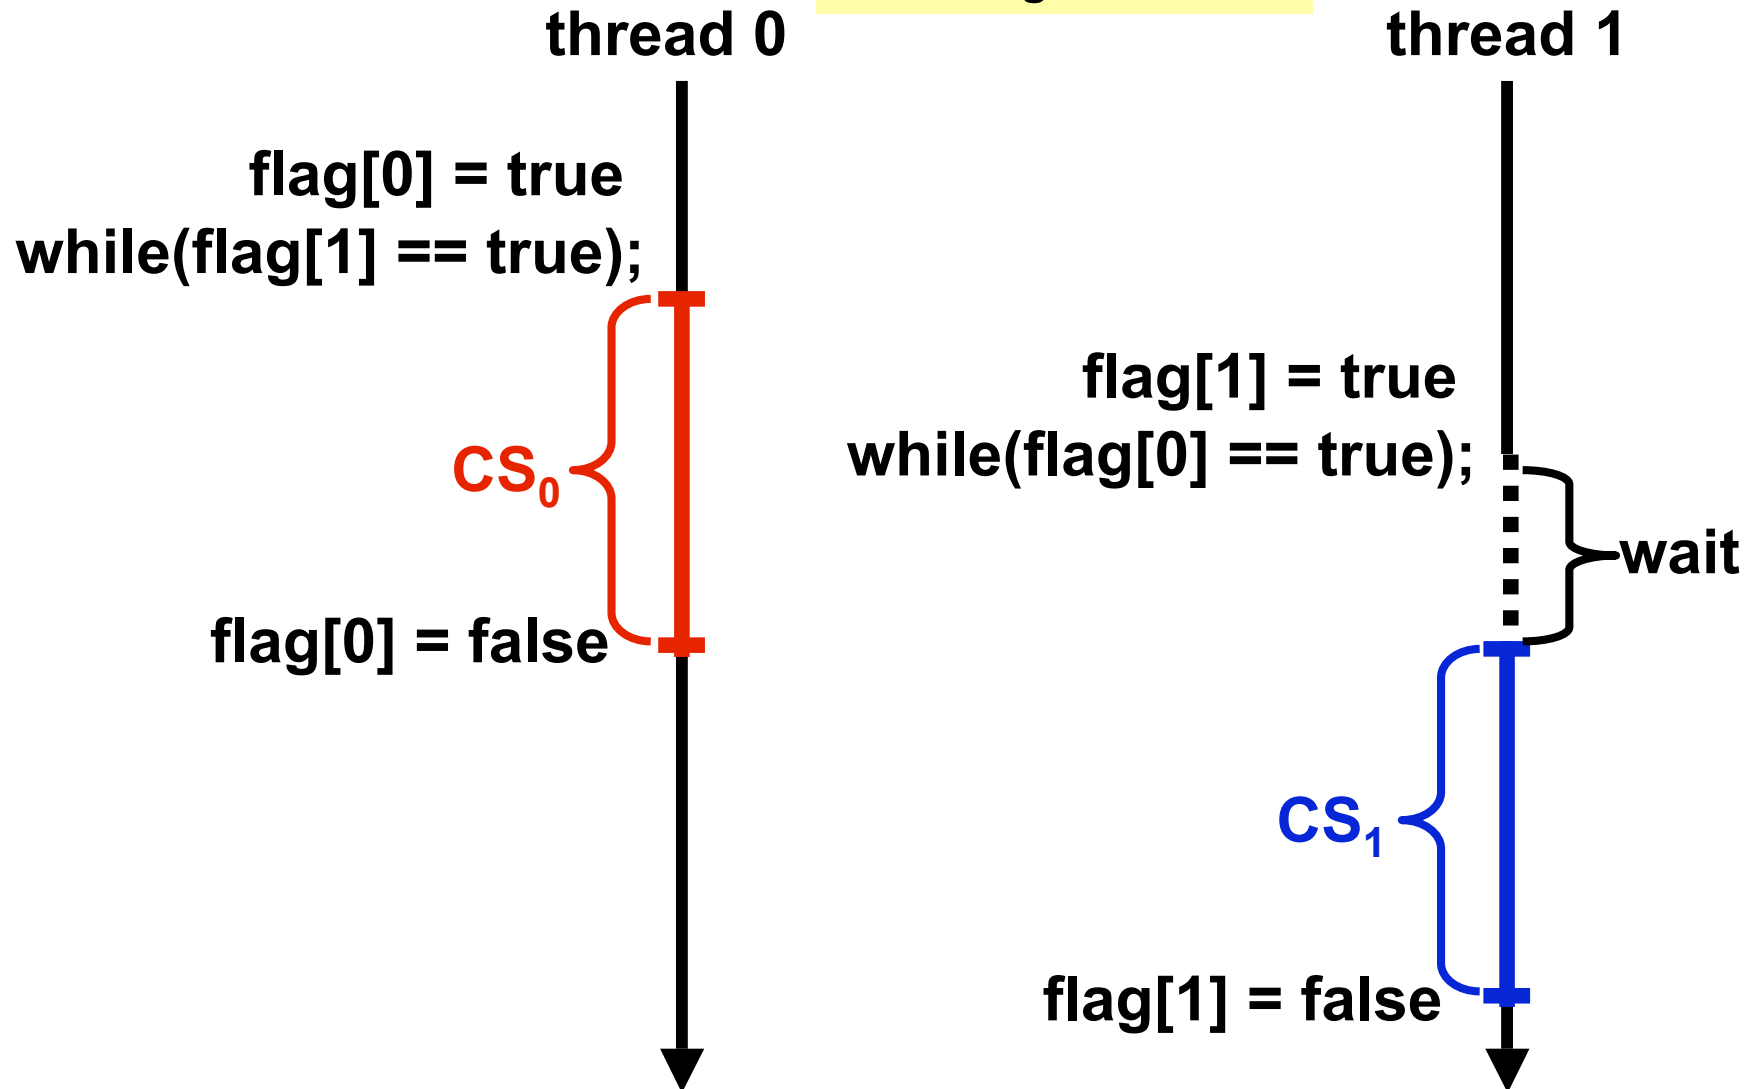 thread 0
thread 1
flag[0] = true
while(flag[1] == true);
flag[1] = true
while(flag[0] == true);
CS₀
wait
flag[0] = false
CS₁
flag[1] = false